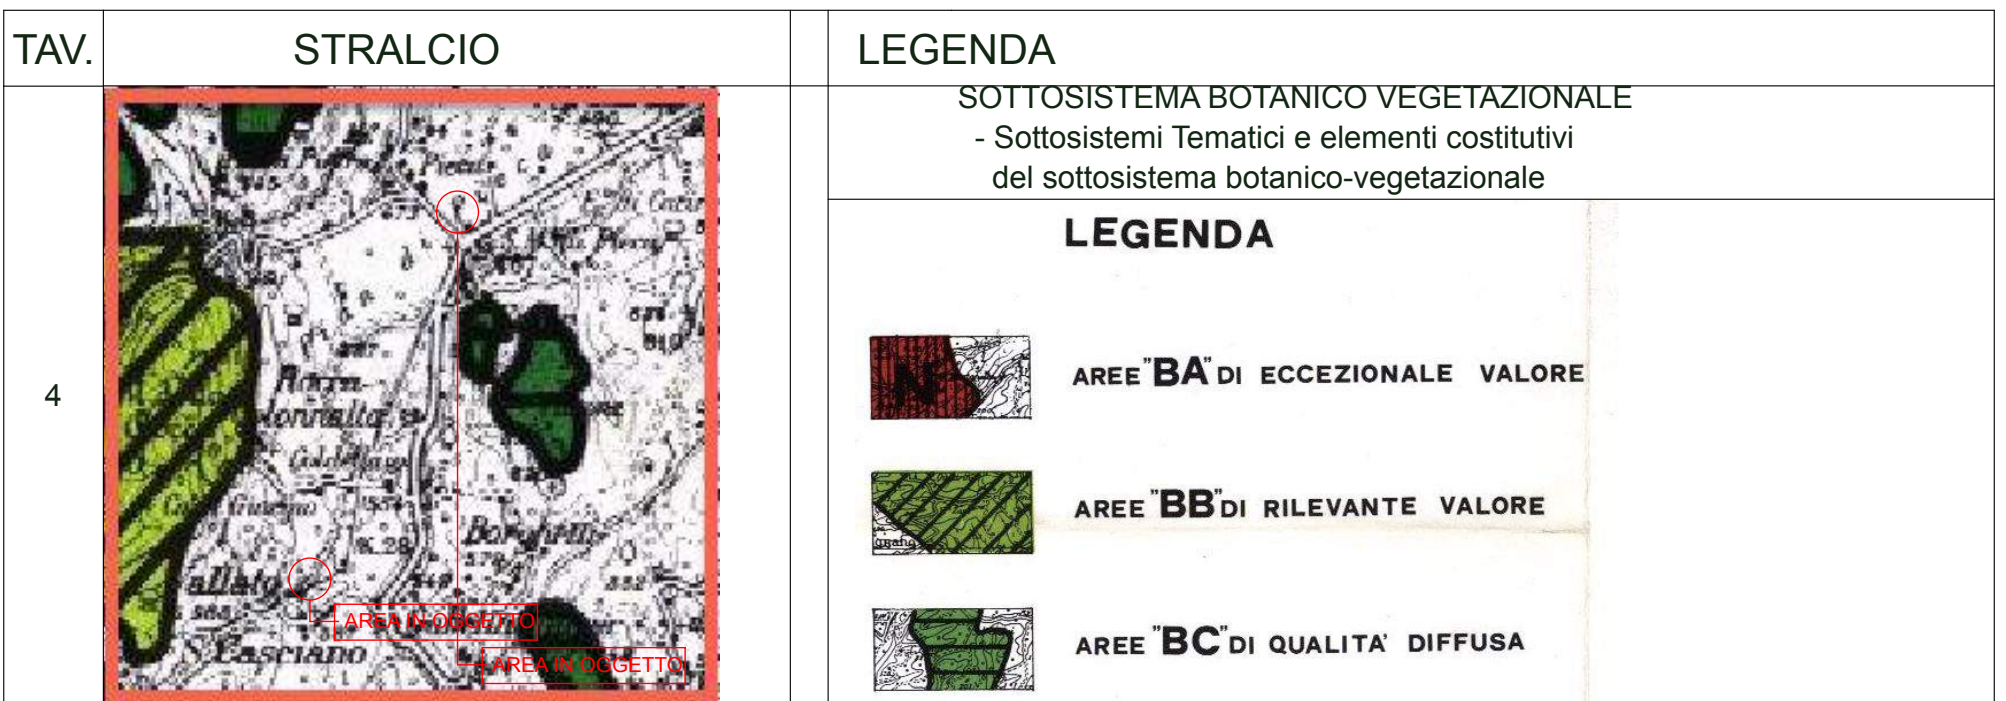 TAV.
STRALCIO
LEGENDA
SOTTOSISTEMA BOTANICO VEGETAZIONALE
- Sottosistemi Tematici e elementi costitutivi
del sottosistema botanico-vegetazionale
4
S. Casciano
AREA IN OGGETTO
AREA IN OGGETTO
LEGENDA
AREE "BA" DI ECCEZIONALE VALORE
AREE "BB" DI RILEVANTE VALORE
AREE "BC" DI QUALITA' DIFFUSA